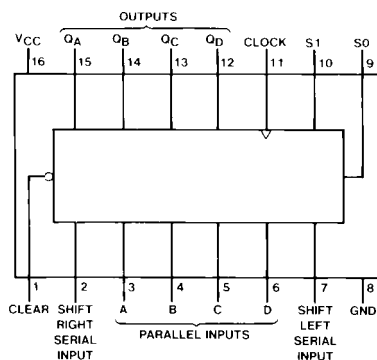 OUTPUTS
VCC QA QB QC QD CLOCK S1 S0
16 15 14 13 12 11 10 9
1 2 3 4 5 6 7 8
CLEAR SHIFT RIGHT SERIAL INPUT A B C D SHIFT LEFT SERIAL INPUT GND
PARALLEL INPUTS